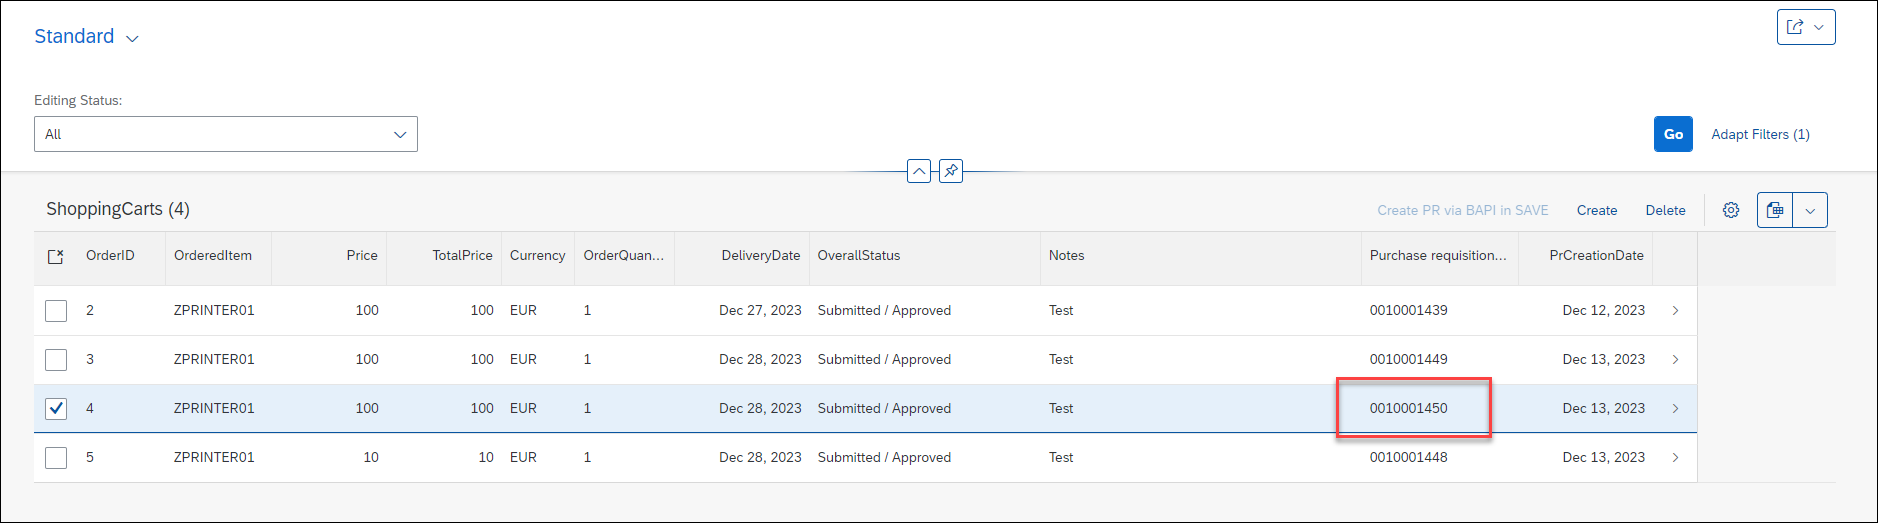 Standard
Editing Status:
All
Go Adapt Filters (1)
ShoppingCarts (4) Create PR via BAPI in SAVE Create Delete
OrderID OrderedItem Price TotalPrice Currency OrderQuan... DeliveryDate OverallStatus Notes Purchase requisition... PrCreationDate
2 ZPRINTER01 100 100 EUR 1 Dec 27, 2023 Submitted / Approved Test 0010001439 Dec 12, 2023
3 ZPRINTER01 100 100 EUR 1 Dec 28, 2023 Submitted / Approved Test 0010001449 Dec 13, 2023
4 ZPRINTER01 100 100 EUR 1 Dec 28, 2023 Submitted / Approved Test 0010001450 Dec 13, 2023
5 ZPRINTER01 10 10 EUR 1 Dec 28, 2023 Submitted / Approved Test 0010001448 Dec 13, 2023